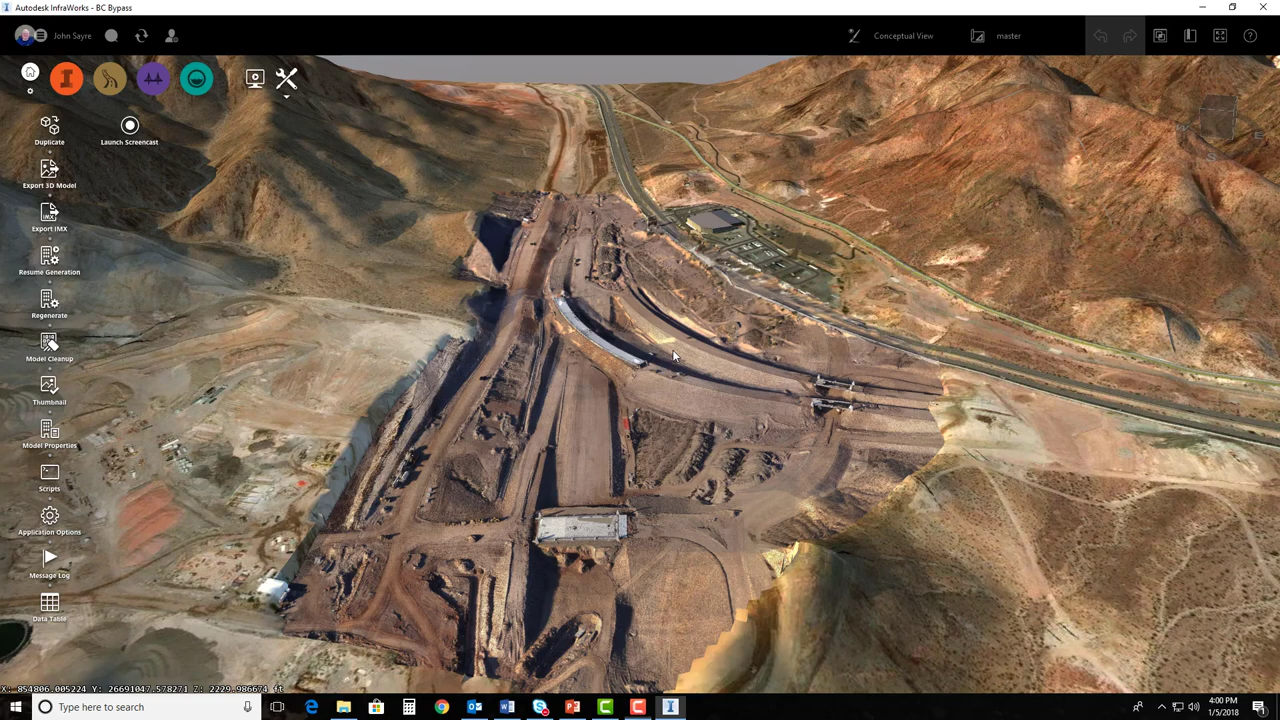 Autodesk InfraWorks - BC Bypass
John Sayre
Conceptual View
master
Duplicate
Launch Screencast
Export 3D Model
IMX
Export IMX
Resume Generation
Regenerate
Model Cleanup
Thumbnail
Model Properties
Scripts
Application Options
Message Log
Data Table
E
S
X: 854806.005224 Y: 26691047.578271 Z: 2229.986674 ft
Type here to search
4:00 PM
1/5/2018